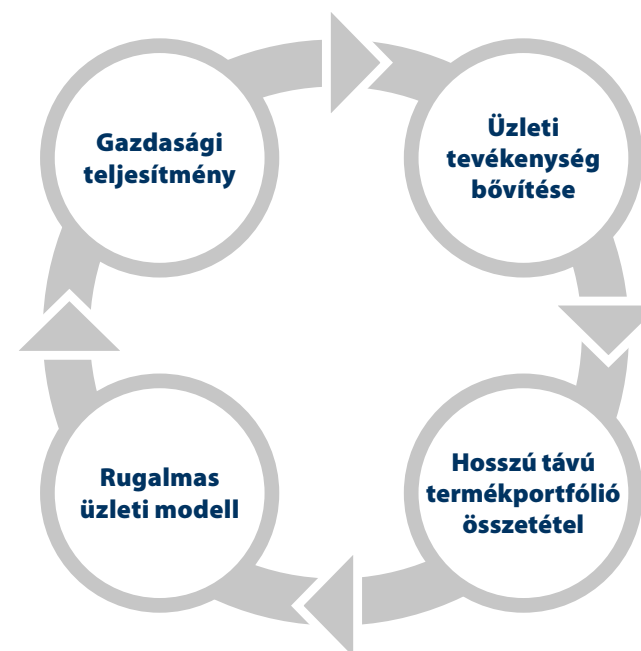 Gazdasági
teljesítmény
Üzleti
tevékenység
bővítése
Hosszú távú
termékportfólió
összetétel
Rugalmas
üzleti modell